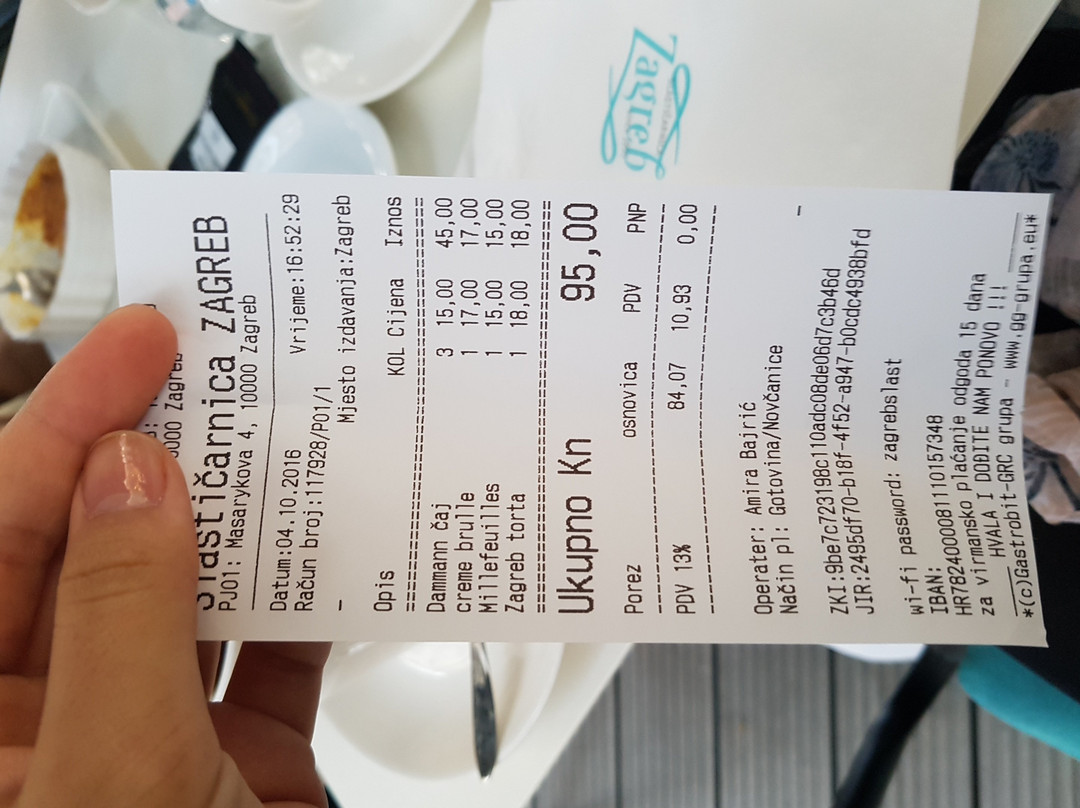 Zagreb
0000 Zagreb
Slastičarnica ZAGREB
PJ01: Masarykova 4, 10000 Zagreb
Datum:04.10.2016 Vrijeme:16:52:29
Račun broj:117928/P01/1
Mjesto izdavanja:Zagreb
-
Opis KOL Cijena Iznos
================================
Dammann čaj 3 15,00 45,00
creme brulle 1 17,00 17,00
Millefeuilles 1 15,00 15,00
Zagreb torta 1 18,00 18,00
================================
Ukupno Kn 95,00
Porez osnovica PDV PNP
--------------------------------
PDV 13% 84,07 10,93 0,00
--------------------------------
Operater: Amira Bajrić
Način pl: Gotovina/Novčanice
-
ZKI:9be7c723198c110adc08de06d7c3b46d
JIR:2495df70-b18f-4f52-a947-b0cdc4938bfd
wi-fi password: zagrebslast
IBAN:
HR7824000081110157348
za virmansko plaćanje odgoda 15 dana
HVALA I DOĐITE NAM PONOVO !!!
*(c)Gastrobit-GRC grupa - www.gg-grupa.eu*